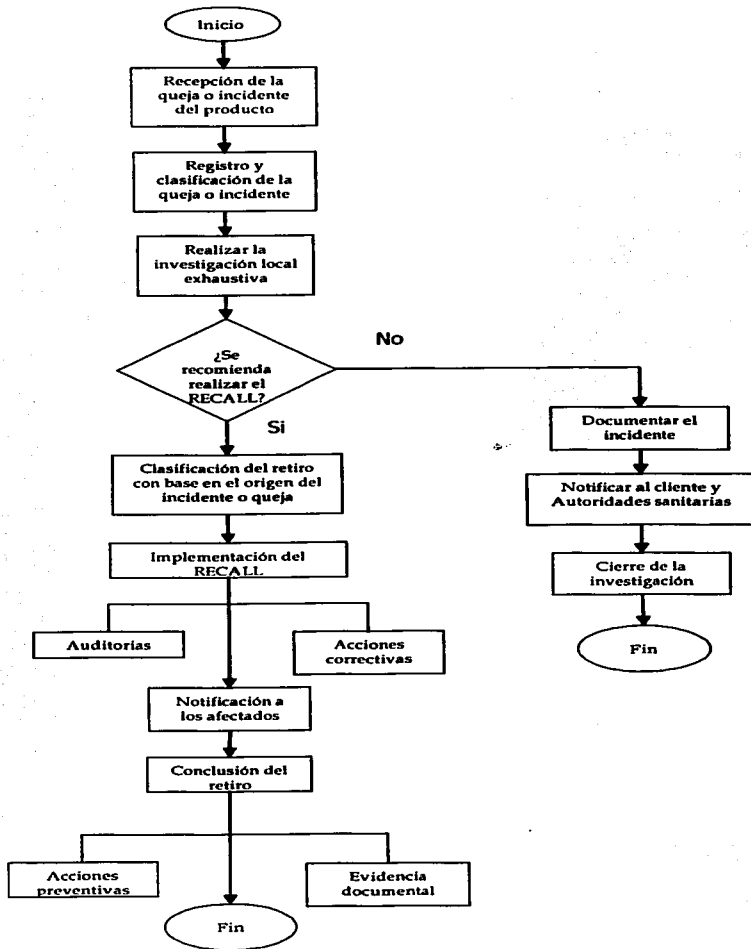 Inicio
Recepción de la
queja o incidente
del producto
Registro y
clasificación de la
queja o incidente
Realizar la
investigación local
exhaustiva
¿Se
recomienda
realizar el
RECALL?
No
Si
Clasificación del retiro
con base en el origen del
incidente o queja
Implementación del
RECALL
Auditorías
Acciones
correctivas
Notificación a
los afectados
Conclusión del
retiro
Acciones
preventivas
Evidencia
documental
Fin
Documentar el
incidente
Notificar al cliente y
Autoridades sanitarias
Cierre de la
investigación
Fin